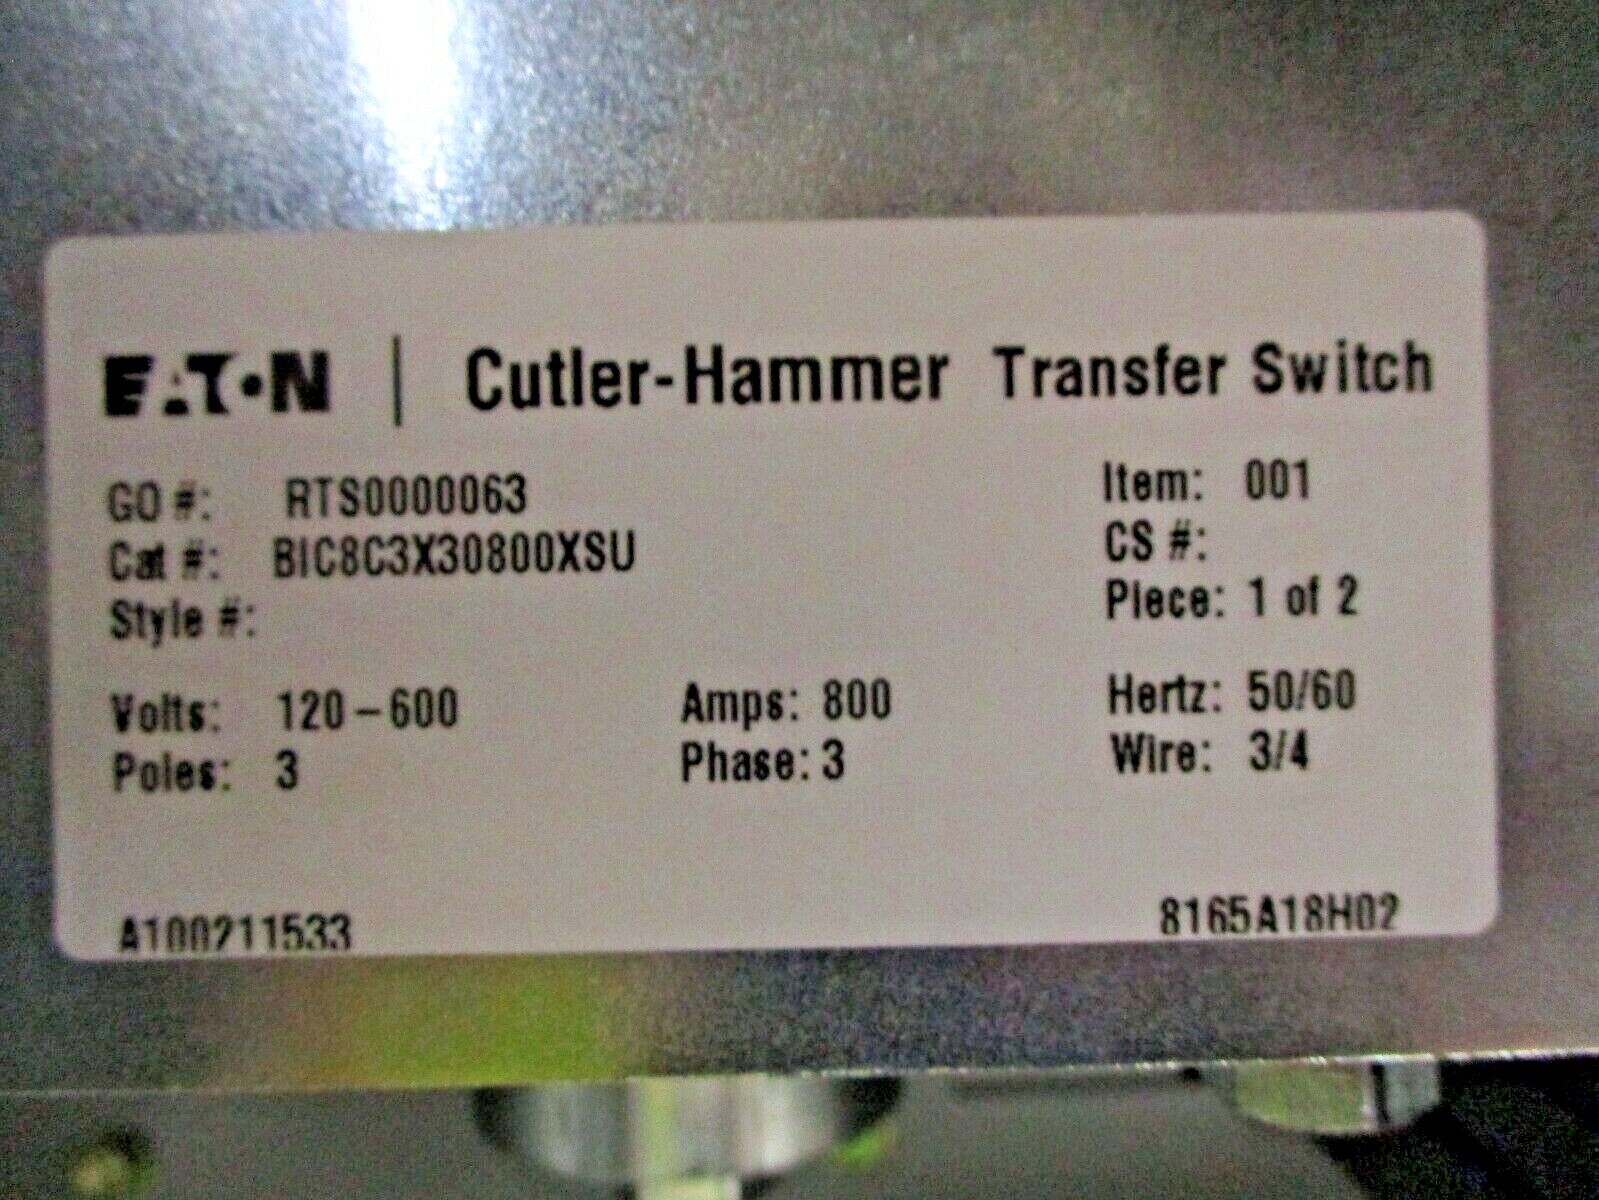 EATON | Cutler-Hammer Transfer Switch
GO #: RTS0000063 Item: 001
Cat #: BIC8C3X30800XSU CS #:
Style #: Piece: 1 of 2
Volts: 120-600 Amps: 800 Hertz: 50/60
Poles: 3 Phase: 3 Wire: 3/4
A100211533 8165A18H02